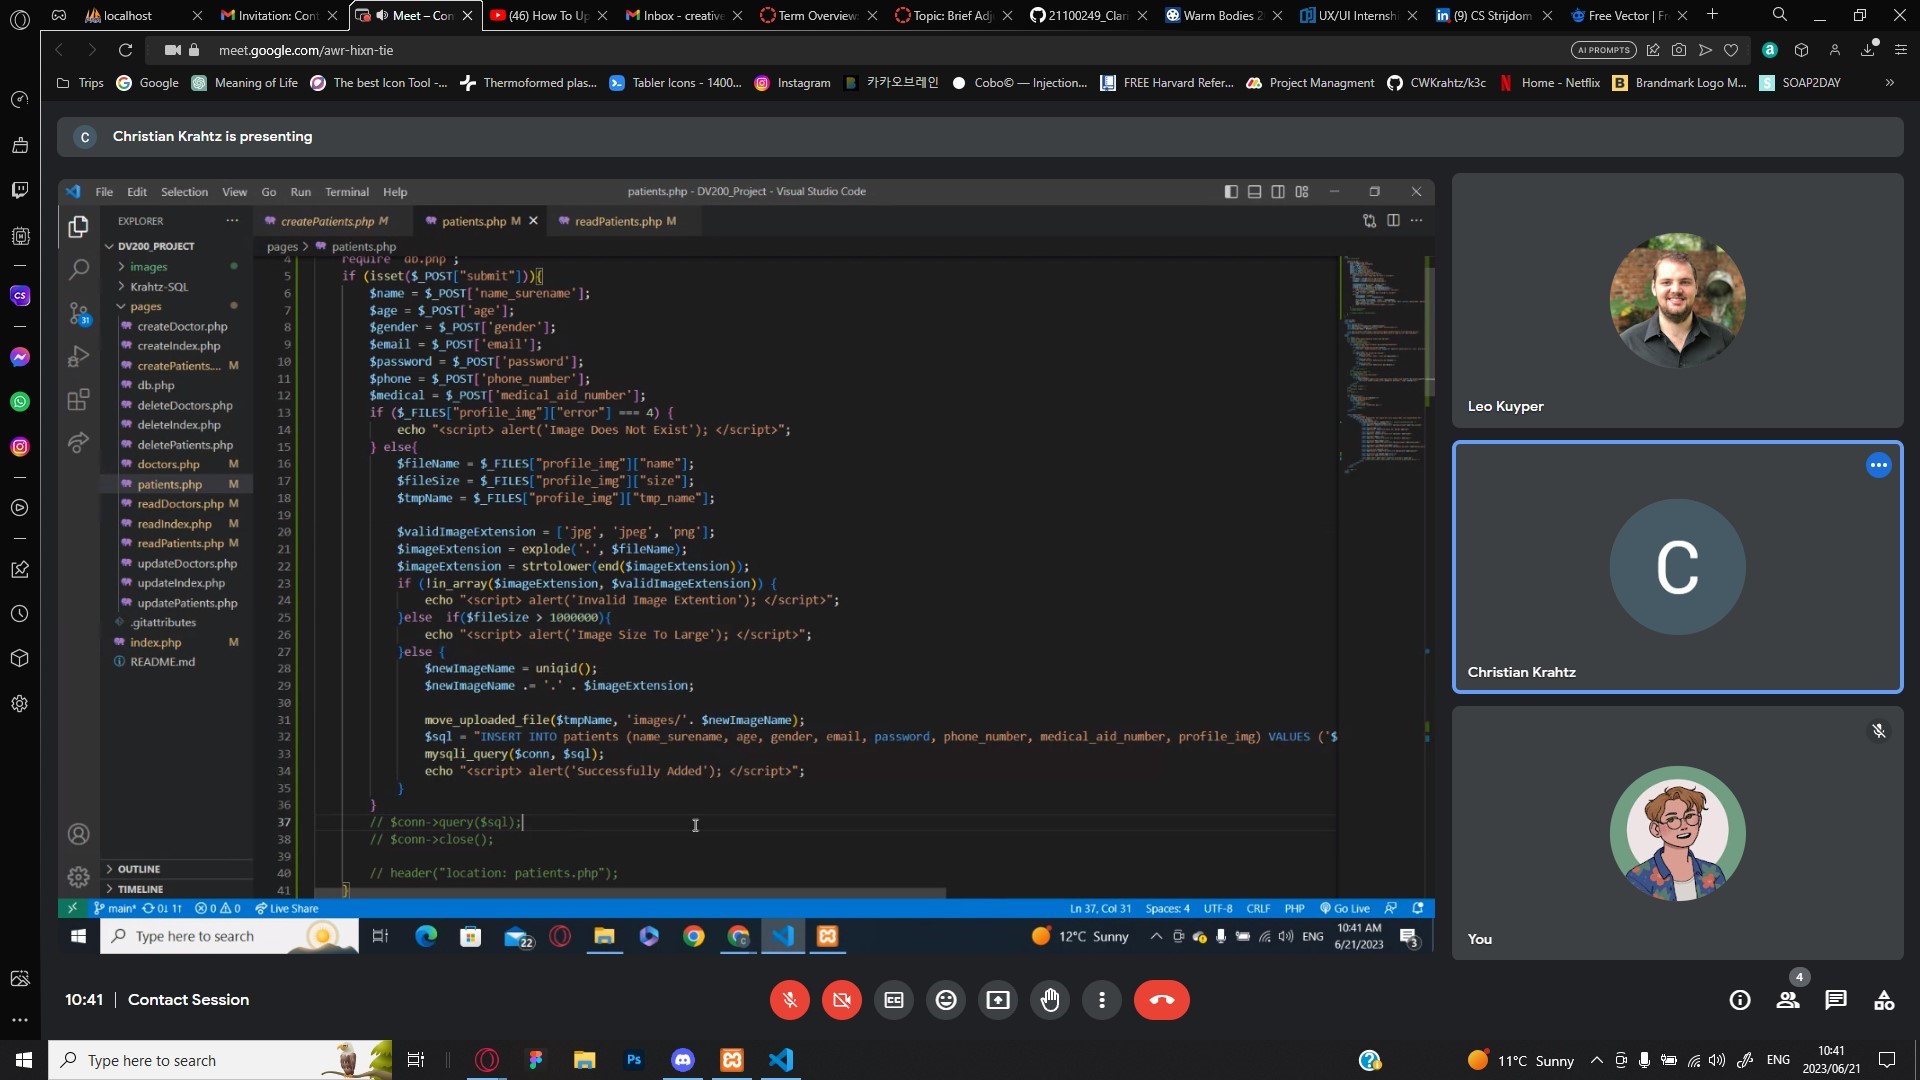 localhost
Invitation: Cont
Meet – Con
(46) How To Up
Inbox - creative
Term Overview:
Topic: Brief Adj
21100249_Clari
Warm Bodies 2
UX/UI Internshi
(9) CS Strijdom
Free Vector | Fr
meet.google.com/awr-hixn-tie
AI PROMPTS
Trips
Google
Meaning of Life
The best Icon Tool -...
Thermoformed plas...
Tabler Icons - 1400...
Instagram
카카오브레인
Cobo© — Injection...
FREE Harvard Refer...
Project Managment
CWKrahtz/k3c
Home - Netflix
Brandmark Logo M...
SOAP2DAY
C Christian Krahtz is presenting
File Edit Selection View Go Run Terminal Help
patients.php - DV200_Project - Visual Studio Code
EXPLORER
createPatients.php M
patients.php M
readPatients.php M
DV200_PROJECT
pages > patients.php
images
Krahtz-SQL
pages
createDoctor.php
createIndex.php
createPatients.... M
db.php
deleteDoctors.php
deleteIndex.php
deletePatients.php
doctors.php M
patients.php M
readDoctors.php M
readIndex.php M
readPatients.php M
updateDoctors.php
updateIndex.php
updatePatients.php
.gitattributes
index.php M
README.md
OUTLINE
TIMELINE
31
4 require 'db.php';
5 if (isset($_POST["submit"])){
6 $name = $_POST['name_surename'];
7 $age = $_POST['age'];
8 $gender = $_POST['gender'];
9 $email = $_POST['email'];
10 $password = $_POST['password'];
11 $phone = $_POST['phone_number'];
12 $medical = $_POST['medical_aid_number'];
13 if ($_FILES["profile_img"]["error"] === 4) {
14 echo "<script> alert('Image Does Not Exist'); </script>";
15 } else{
16 $fileName = $_FILES["profile_img"]["name"];
17 $fileSize = $_FILES["profile_img"]["size"];
18 $tmpName = $_FILES["profile_img"]["tmp_name"];
19
20 $validImageExtension = ['jpg', 'jpeg', 'png'];
21 $imageExtension = explode('.', $fileName);
22 $imageExtension = strtolower(end($imageExtension));
23 if (!in_array($imageExtension, $validImageExtension)) {
24 echo "<script> alert('Invalid Image Extention'); </script>";
25 }else if($fileSize > 1000000){
26 echo "<script> alert('Image Size To Large'); </script>";
27 }else {
28 $newImageName = uniqid();
29 $newImageName .= '.' . $imageExtension;
30
31 move_uploaded_file($tmpName, 'images/'. $newImageName);
32 $sql = "INSERT INTO patients (name_surename, age, gender, email, password, phone_number, medical_aid_number, profile_img) VALUES ('$
33 mysqli_query($conn, $sql);
34 echo "<script> alert('Successfully Added'); </script>";
35 }
36 }
37 // $conn->query($sql);
38 // $conn->close();
39
40 // header("location: patients.php");
41 }
main* 0↓ 1↑ 0 0 Live Share
Ln 37, Col 31 Spaces: 4 UTF-8 CRLF PHP Go Live
Type here to search
22
12°C Sunny
ENG
10:41 AM
6/21/2023
3
Leo Kuyper
C
Christian Krahtz
You
10:41 | Contact Session
4
Type here to search
Ps
11°C Sunny
ENG
10:41
2023/06/21